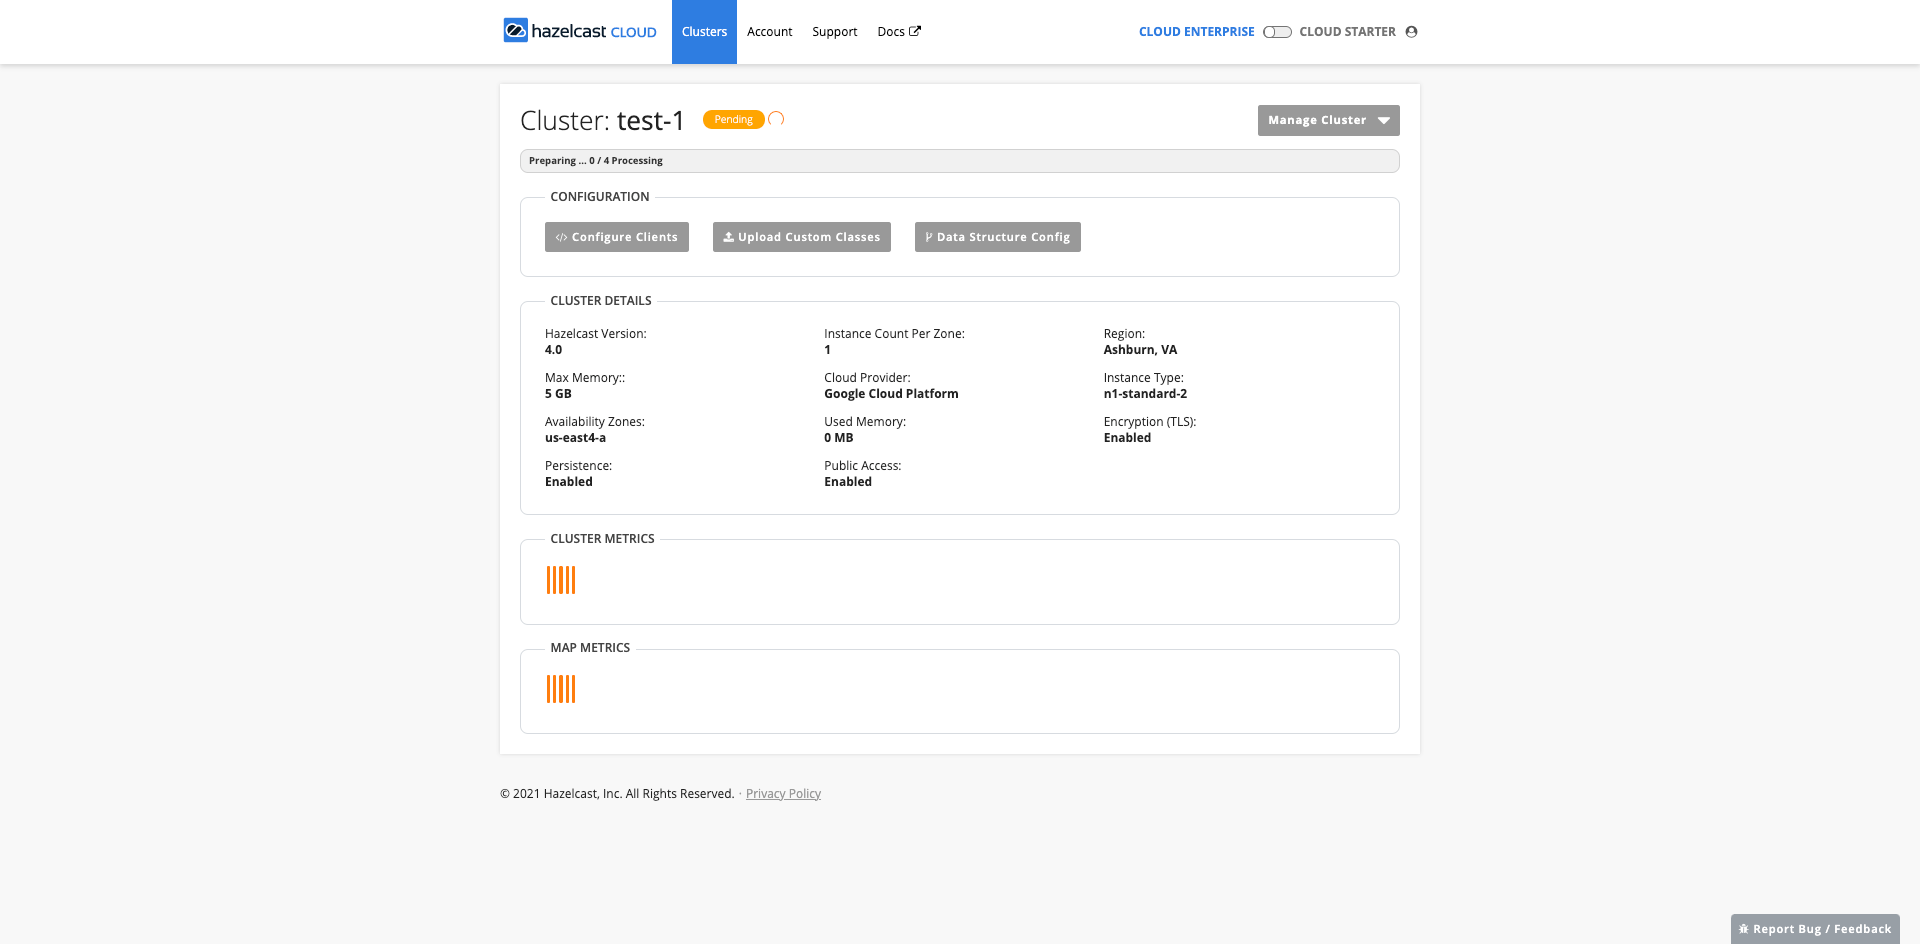 hazelcast CLOUD Clusters Account Support Docs CLOUD ENTERPRISE CLOUD STARTER
Cluster: test-1 Pending Manage Cluster
Preparing ... 0 / 4 Processing
CONFIGURATION
</> Configure Clients Upload Custom Classes Data Structure Config
CLUSTER DETAILS
Hazelcast Version: Instance Count Per Zone: Region:
4.0 1 Ashburn, VA
Max Memory:: Cloud Provider: Instance Type:
5 GB Google Cloud Platform n1-standard-2
Availability Zones: Used Memory: Encryption (TLS):
us-east4-a 0 MB Enabled
Persistence: Public Access:
Enabled Enabled
CLUSTER METRICS
MAP METRICS
© 2021 Hazelcast, Inc. All Rights Reserved. · Privacy Policy
Report Bug / Feedback